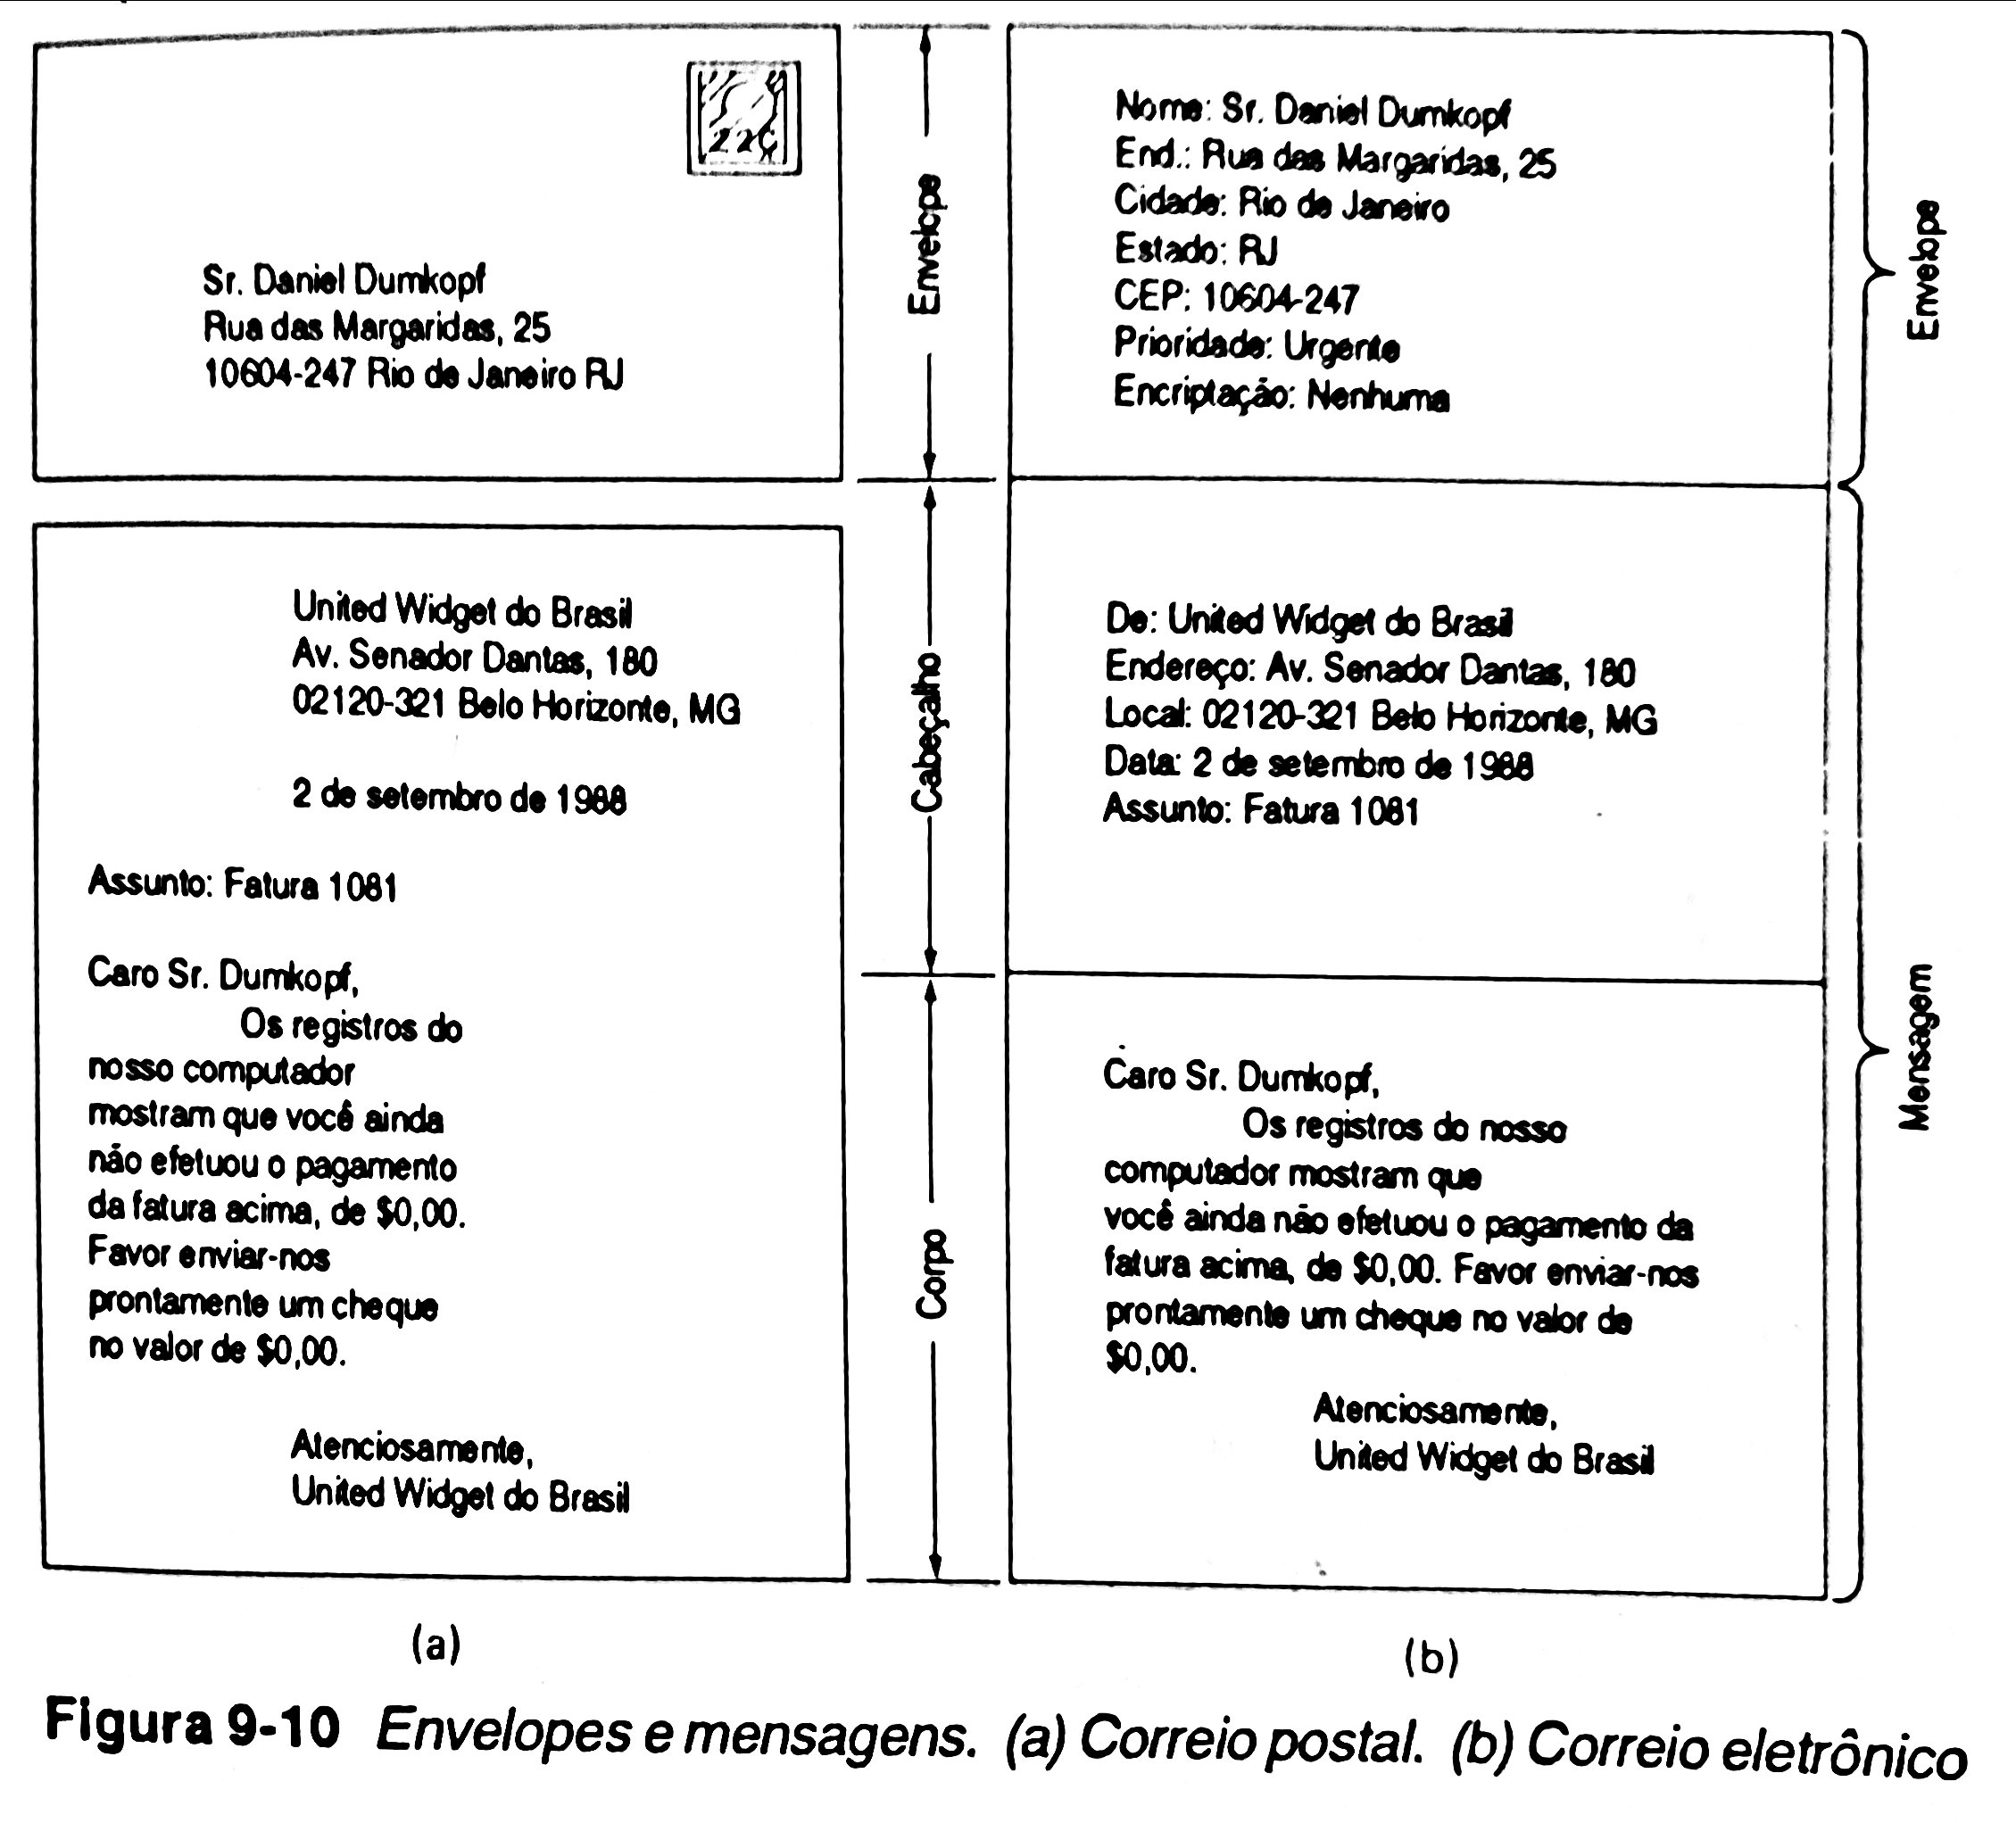 22¢
Sr. Daniel Dumkopf
Rua das Margaridas, 25
10604-247 Rio de Janeiro RJ
United Widget do Brasil
Av. Senador Dantas, 180
02120-321 Belo Horizonte, MG
2 de setembro de 1988
Assunto: Fatura 1081
Caro Sr. Dumkopf,
Os registros do
nosso computador
mostram que você ainda
não efetuou o pagamento
da fatura acima, de $0,00.
Favor enviar-nos
prontamente um cheque
no valor de $0,00.
Atenciosamente,
United Widget do Brasil
(a)
Envelope
Cabeçalho
Corpo
Nome: Sr. Daniel Dumkopf
End.: Rua das Margaridas, 25
Cidade: Rio de Janeiro
Estado: RJ
CEP: 10604-247
Prioridade: Urgente
Encriptação: Nenhuma
De: United Widget do Brasil
Endereço: Av. Senador Dantas, 180
Local: 02120-321 Belo Horizonte, MG
Data: 2 de setembro de 1988
Assunto: Fatura 1081
Caro Sr. Dumkopf,
Os registros do nosso
computador mostram que
você ainda não efetuou o pagamento da
fatura acima, de $0,00. Favor enviar-nos
prontamente um cheque no valor de
$0,00.
Atenciosamente,
United Widget do Brasil
(b)
Envelope
Mensagem
Figura 9-10 Envelopes e mensagens. (a) Correio postal. (b) Correio eletrônico